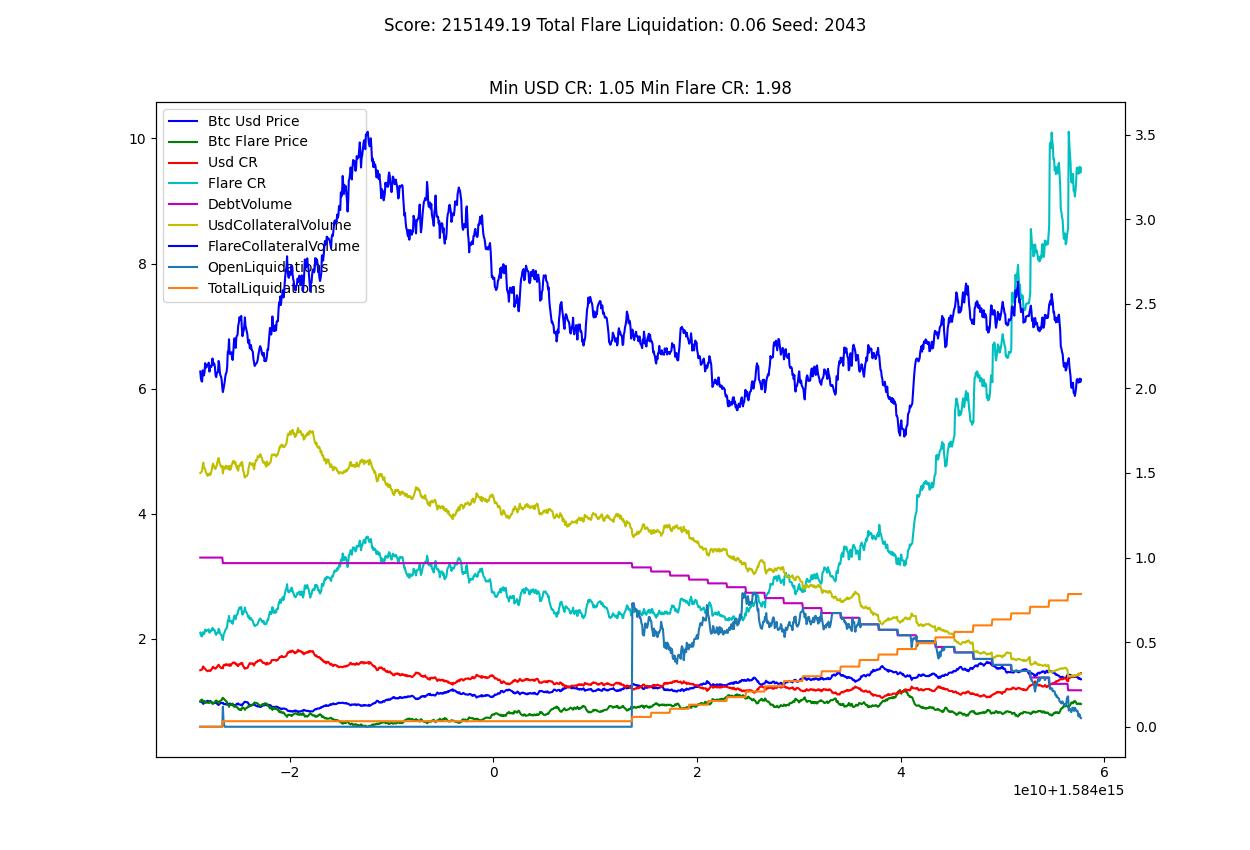 Score: 215149.19 Total Flare Liquidation: 0.06 Seed: 2043
Min USD CR: 1.05 Min Flare CR: 1.98
Btc Usd Price
Btc Flare Price
Usd CR
Flare CR
DebtVolume
UsdCollateralVolume
FlareCollateralVolume
OpenLiquidations
TotalLiquidations
10
8
6
4
2
3.5
3.0
2.5
2.0
1.5
1.0
0.5
0.0
−2
0
2
4
6
1e10+1.584e15